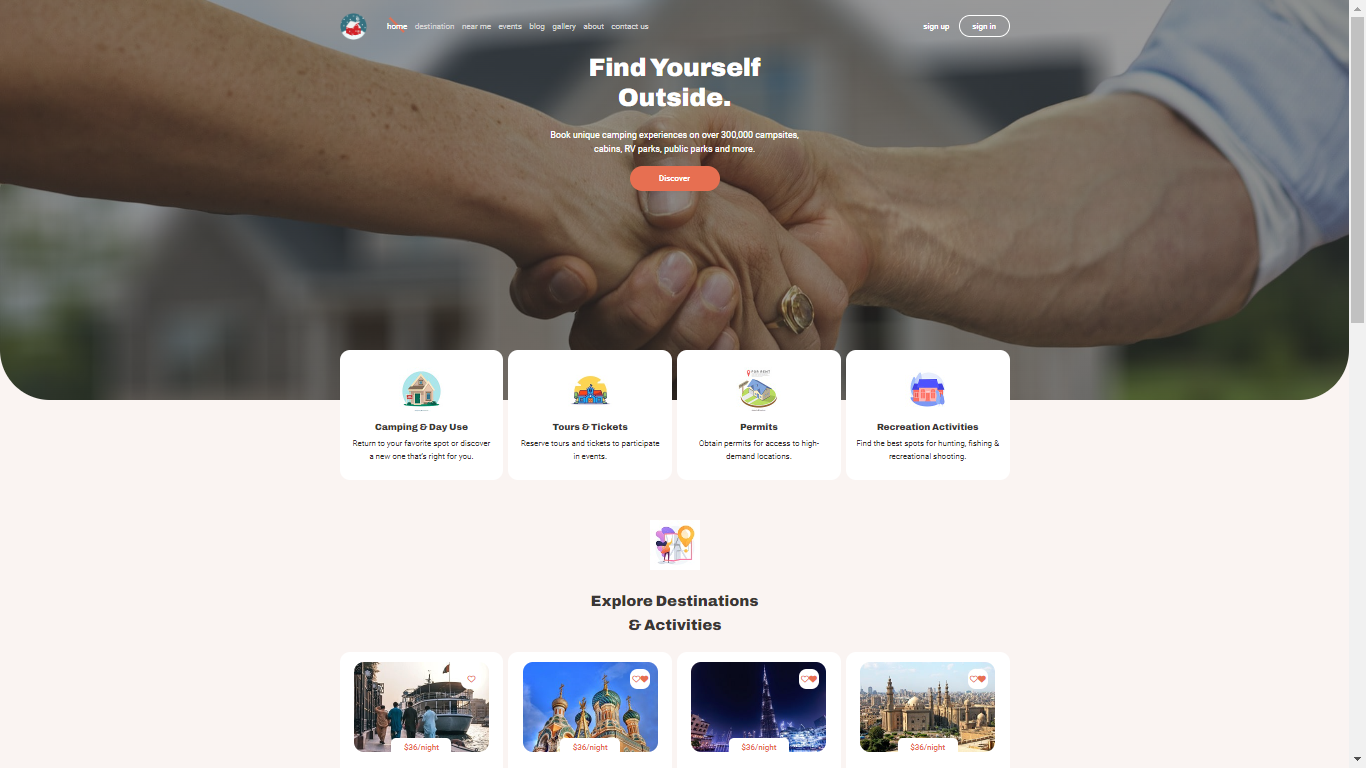 home destination near me events blog gallery about contact us sign up sign in
Find Yourself
Outside.
Book unique camping experiences on over 300,000 campsites,
cabins, RV parks, public parks and more.
Discover
FOR RENT
Camping & Day Use
Return to your favorite spot or discover
a new one that's right for you.
Tours & Tickets
Reserve tours and tickets to participate
in events.
Permits
Obtain permits for access to high-
demand locations.
Recreation Activities
Find the best spots for hunting, fishing &
recreational shooting.
Explore Destinations
& Activities
$36/night
$36/night
$36/night
$36/night